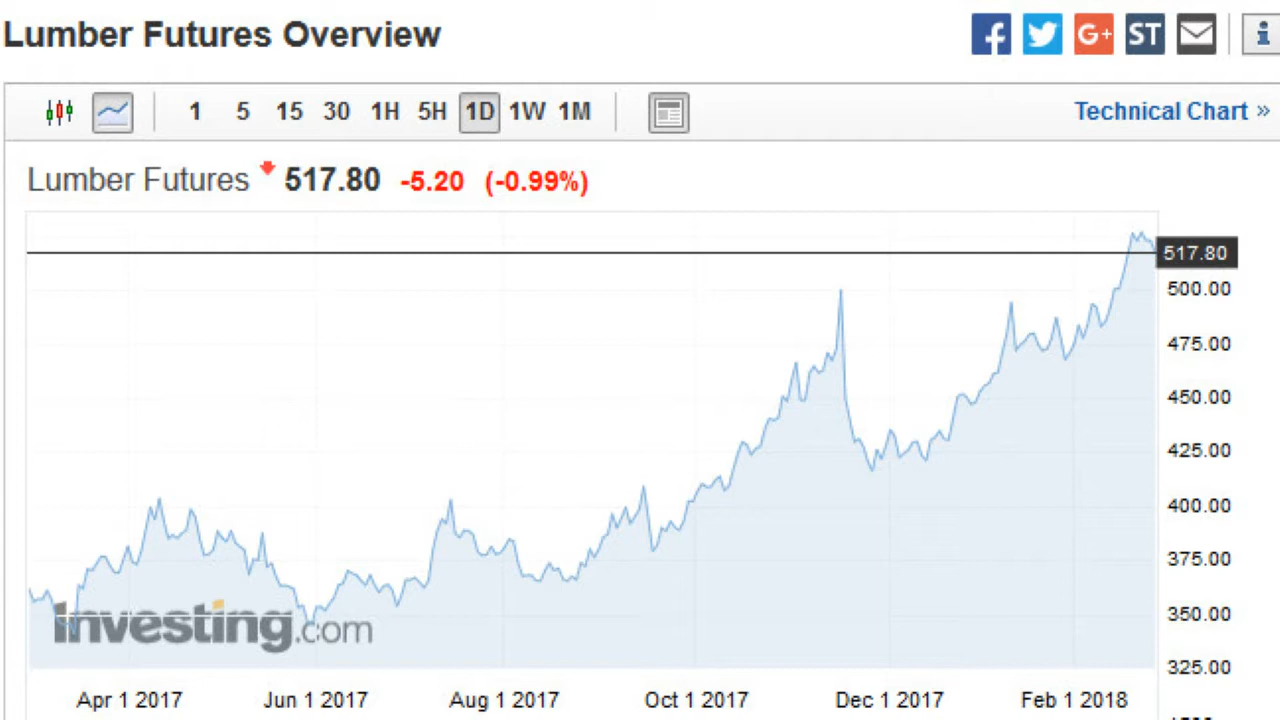 Lumber Futures Overview
f G+ ST i
1 5 15 30 1H 5H 1D 1W 1M
Technical Chart »
Lumber Futures 517.80 -5.20 (-0.99%)
517.80
500.00
475.00
450.00
425.00
400.00
375.00
350.00
325.00
Investing.com
Apr 1 2017 Jun 1 2017 Aug 1 2017 Oct 1 2017 Dec 1 2017 Feb 1 2018